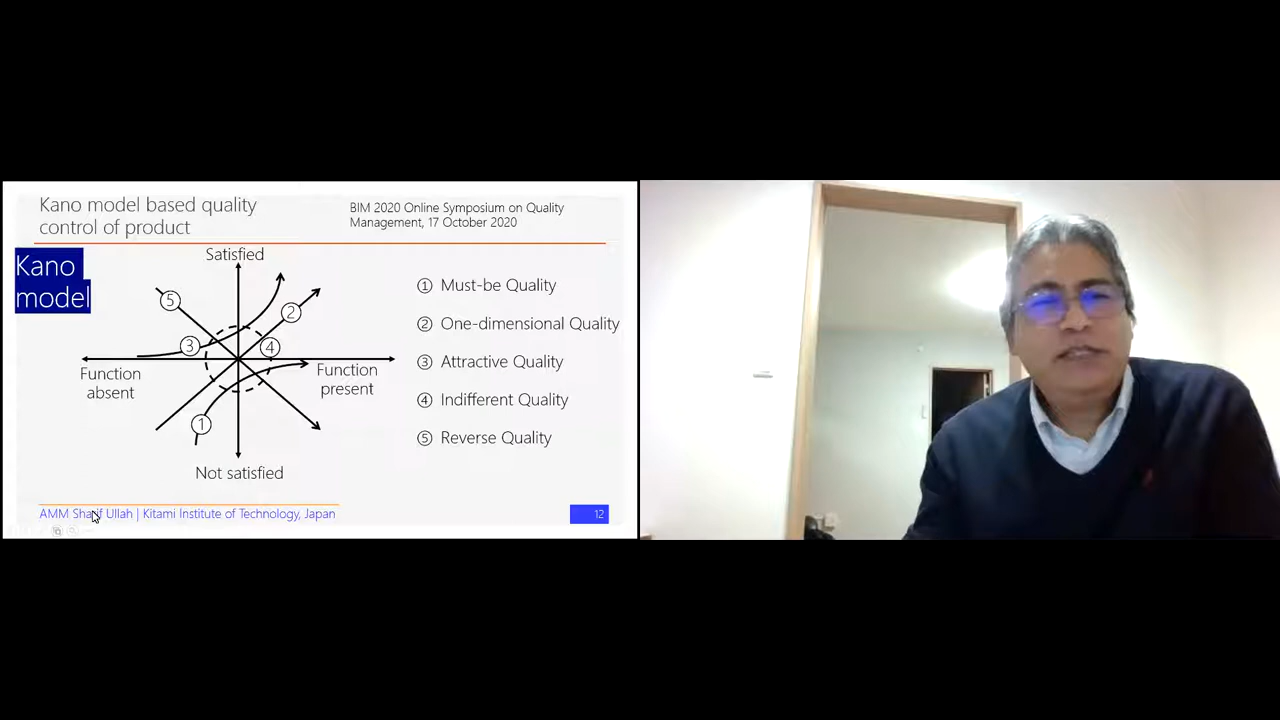 Kano model based quality
control of product
BIM 2020 Online Symposium on Quality
Management, 17 October 2020
Kano
model
Satisfied
⑤
②
③
④
Function
absent
Function
present
①
Not satisfied
① Must-be Quality
② One-dimensional Quality
③ Attractive Quality
④ Indifferent Quality
⑤ Reverse Quality
AMM Sharif Ullah | Kitami Institute of Technology, Japan
12